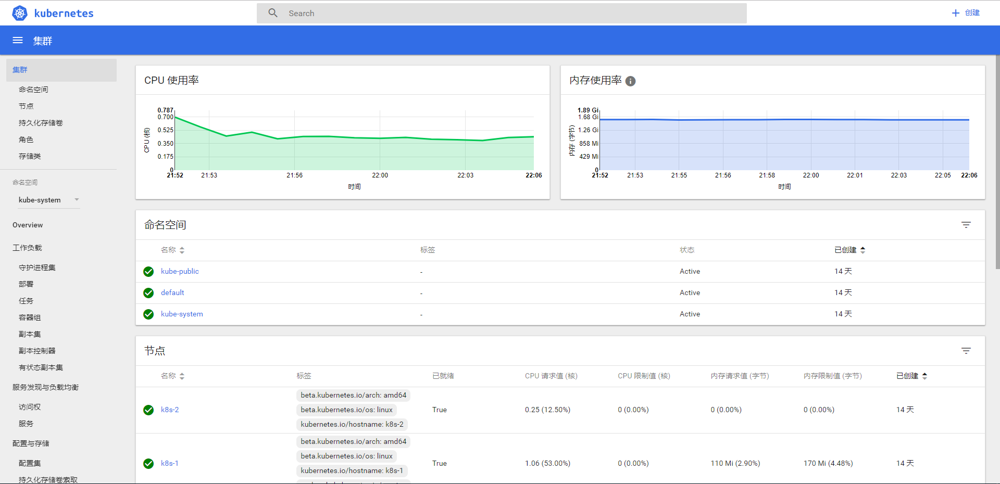 kubernetes
Search
创建
集群
集群
命名空间
节点
持久化存储卷
角色
存储类
命名空间
kube-system
Overview
工作负载
守护进程集
部署
任务
容器组
副本集
副本控制器
有状态副本集
服务发现与负载均衡
访问权
服务
配置与存储
配置集
持久化存储卷索取
CPU 使用率
CPU (核)
0.787
0.700
0.525
0.350
0.175
0
21:52 21:53 21:56 22:00 22:03 22:06
时间
内存使用率
内存 (字节)
1.89 Gi
1.68 Gi
1.26 Gi
858 Mi
429 Mi
0
21:52 21:53 21:55 21:56 21:58 22:00 22:01 22:03 22:05 22:06
时间
命名空间
名称 标签 状态 已创建
kube-public - Active 14 天
default - Active 14 天
kube-system - Active 14 天
节点
名称 标签 已就绪 CPU 请求值 (核) CPU 限制值 (核) 内存请求值 (字节) 内存限制值 (字节) 已创建
beta.kubernetes.io/arch: amd64
k8s-2 beta.kubernetes.io/os: linux True 0.25 (12.50%) 0 (0.00%) 0 (0.00%) 0 (0.00%) 14 天
kubernetes.io/hostname: k8s-2
beta.kubernetes.io/arch: amd64
beta.kubernetes.io/os: linux
k8s-1 True 1.06 (53.00%) 0 (0.00%) 110 Mi (2.90%) 170 Mi (4.48%) 14 天
kubernetes.io/hostname: k8s-1